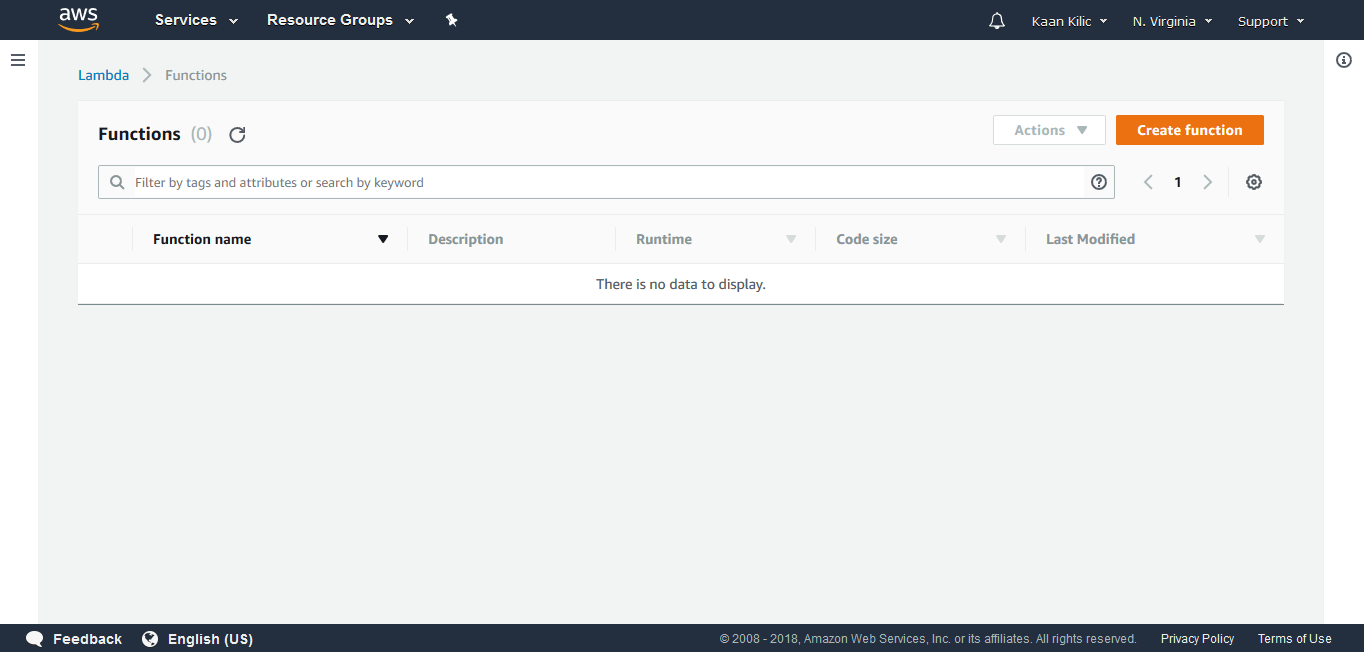 aws Services Resource Groups Kaan Kilic N. Virginia Support
Lambda Functions
Functions (0) Actions Create function
Filter by tags and attributes or search by keyword 1
Function name Description Runtime Code size Last Modified
There is no data to display.
Feedback English (US) © 2008 - 2018, Amazon Web Services, Inc. or its affiliates. All rights reserved. Privacy Policy Terms of Use